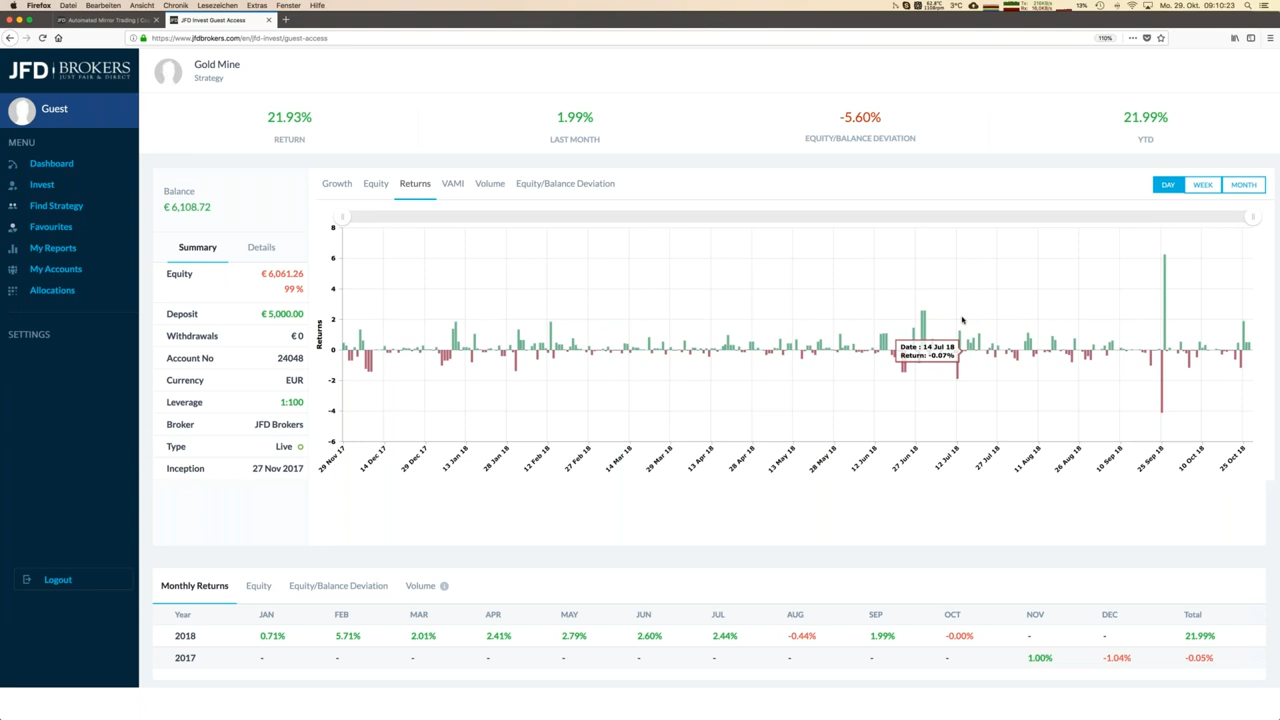 Firefox Datei Bearbeiten Ansicht Chronik Lesezeichen Extras Fenster Hilfe 3°C 13% Mo. 29. Okt. 09:10:23
Automated Mirror Trading | JFD Invest Guest Access
https://www.jfdbrokers.com/en/jfd-invest/guest-access 110%
JFD BROKERS
JUST FAIR & DIRECT
Guest
MENU
Dashboard
Invest
Find Strategy
Favourites
My Reports
My Accounts
Allocations
SETTINGS
Logout
Gold Mine
Strategy
21.93% 1.99% -5.60% 21.99%
RETURN LAST MONTH EQUITY/BALANCE DEVIATION YTD
Balance
€ 6,108.72
Summary Details
Equity € 6,061.26
99 %
Deposit € 5,000.00
Withdrawals € 0
Account No 24048
Currency EUR
Leverage 1:100
Broker JFD Brokers
Type Live
Inception 27 Nov 2017
Growth Equity Returns VAMI Volume Equity/Balance Deviation
DAY WEEK MONTH
8
6
4
2
0
-2
-4
-6
Returns
Date : 14 Jul 18
Return: -0.07%
29 Nov 17 14 Dec 17 29 Dec 17 13 Jan 18 28 Jan 18 12 Feb 18 27 Feb 18 14 Mar 18 29 Mar 18 13 Apr 18 28 Apr 18 13 May 18 28 May 18 12 Jun 18 27 Jun 18 12 Jul 18 27 Jul 18 11 Aug 18 26 Aug 18 10 Sep 18 25 Sep 18 10 Oct 18 25 Oct 18
Monthly Returns Equity Equity/Balance Deviation Volume
Year JAN FEB MAR APR MAY JUN JUL AUG SEP OCT NOV DEC Total
2018 0.71% 5.71% 2.01% 2.41% 2.79% 2.60% 2.44% -0.44% 1.99% -0.00% - - 21.99%
2017 - - - - - - - - - - 1.00% -1.04% -0.05%